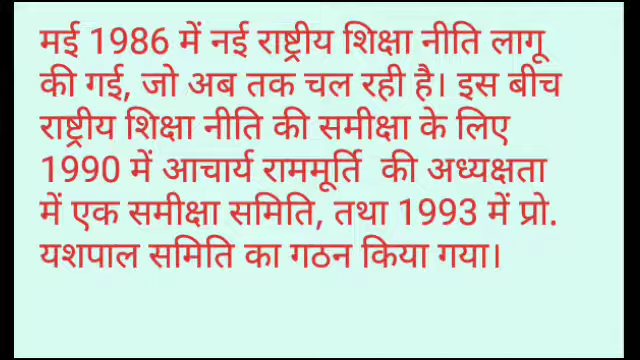 मई 1986 में नई राष्ट्रीय शिक्षा नीति लागू
की गई, जो अब तक चल रही है। इस बीच
राष्ट्रीय शिक्षा नीति की समीक्षा के लिए
1990 में आचार्य राममूर्ति की अध्यक्षता
में एक समीक्षा समिति, तथा 1993 में प्रो.
यशपाल समिति का गठन किया गया।